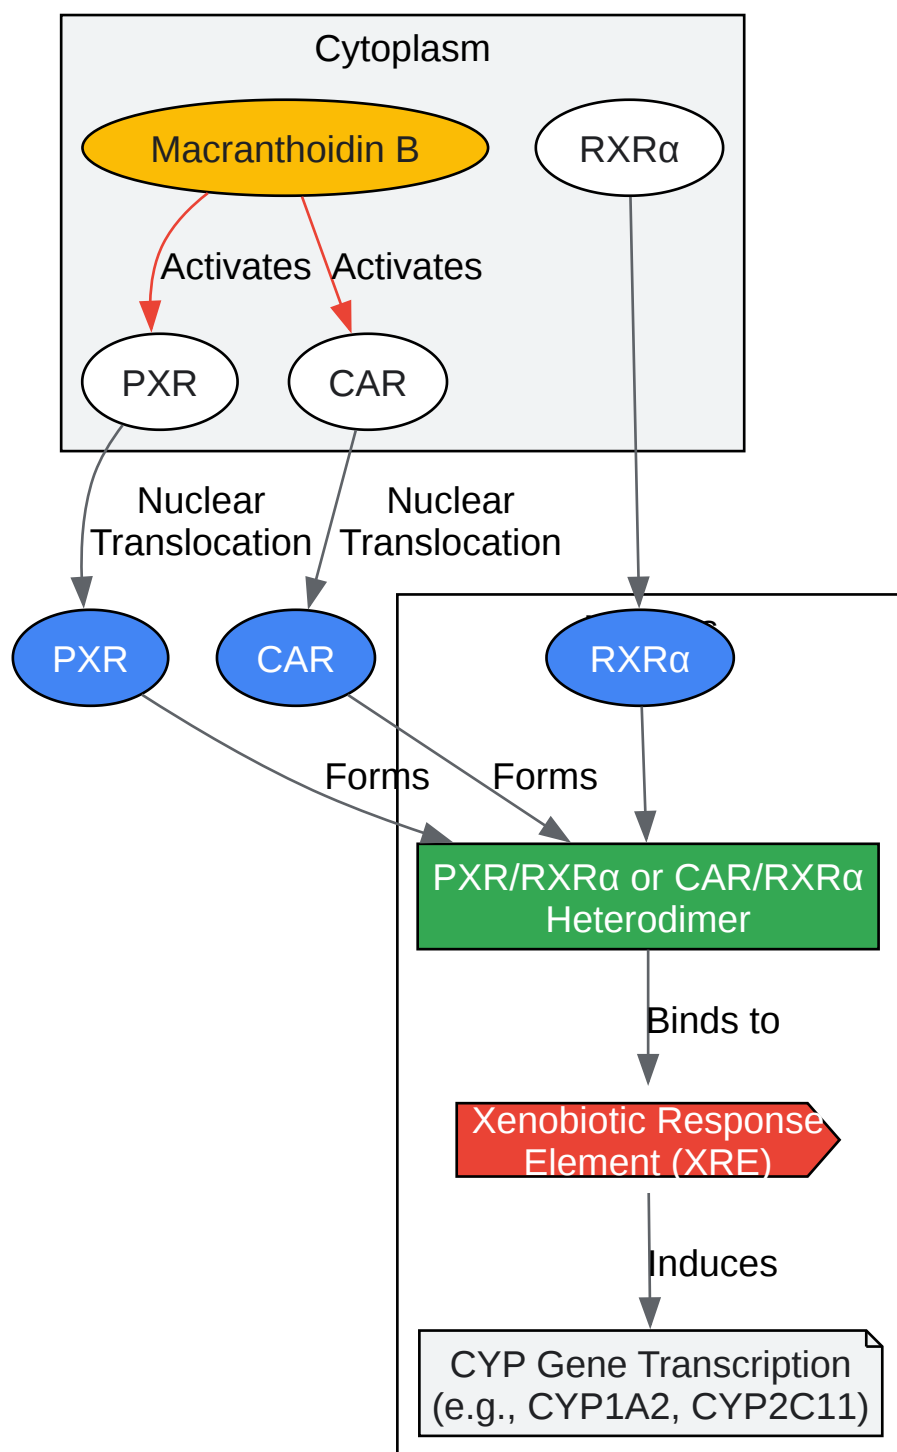 Cytoplasm
Macranthoidin B
RXRα
Activates
Activates
PXR
CAR
Nuclear
Translocation
Nuclear
Translocation
PXR
CAR
RXRα
Forms
Forms
PXR/RXRα or CAR/RXRα
Heterodimer
Binds to
Xenobiotic Response
Element (XRE)
Induces
CYP Gene Transcription
(e.g., CYP1A2, CYP2C11)